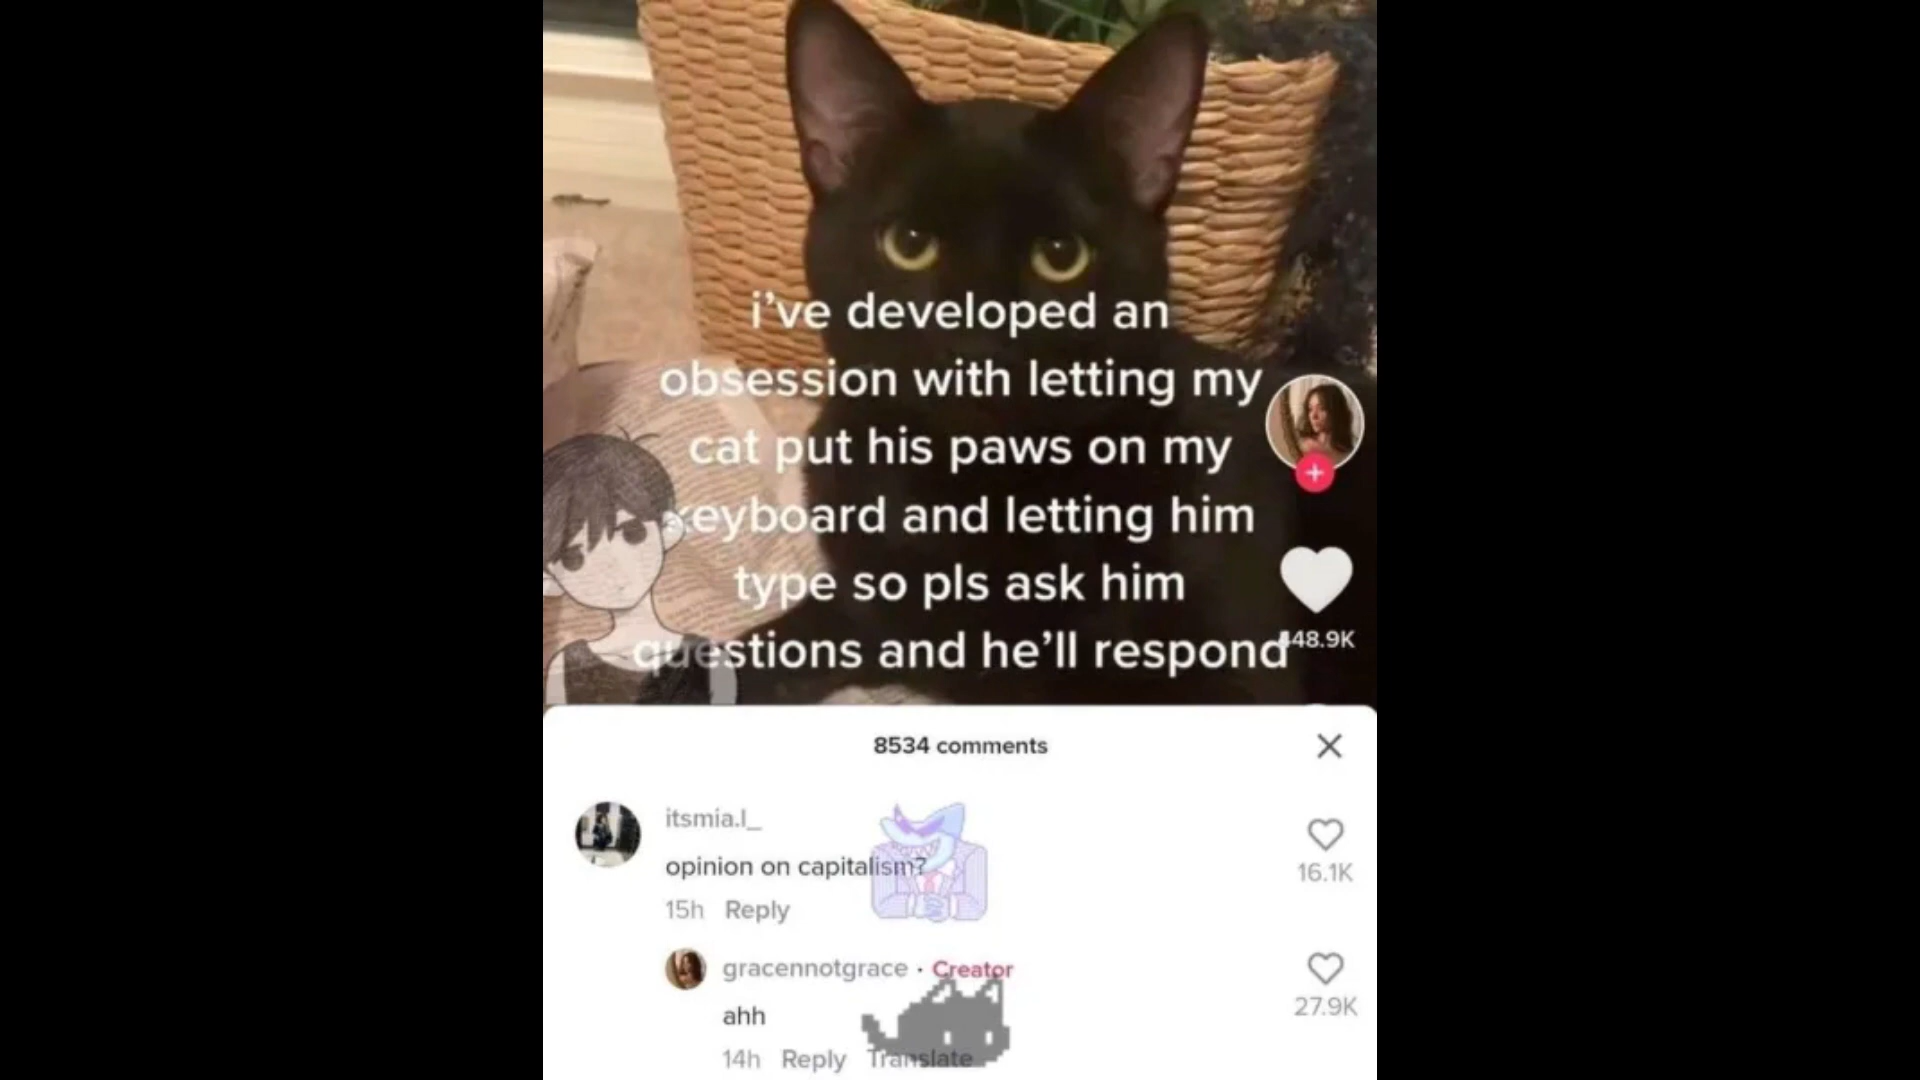 i've developed an
obsession with letting my
cat put his paws on my
keyboard and letting him
type so pls ask him
questions and he'll respond
448.9K
8534 comments
itsmia.l_
opinion on capitalism?
16.1K
15h Reply
gracennotgrace · Creator
ahh
27.9K
14h Reply Translate